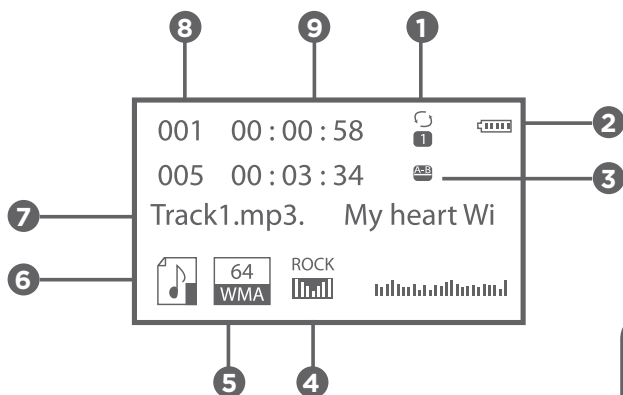 8 9 1
001 00:00:58 1 2
005 00:03:34 A-B 3
7 Track1.mp3. My heart Wi
6 64 WMA ROCK
5 4